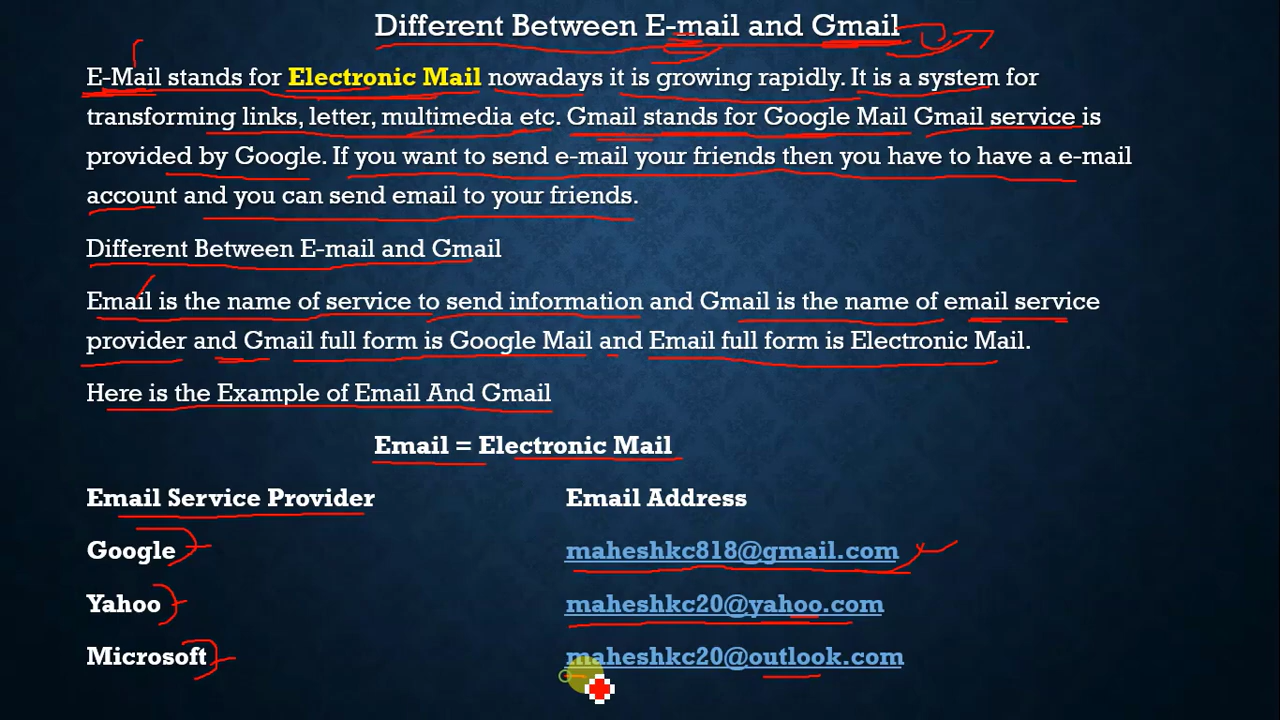 Different Between E-mail and Gmail
E-Mail stands for Electronic Mail nowadays it is growing rapidly. It is a system for
transforming links, letter, multimedia etc. Gmail stands for Google Mail Gmail service is
provided by Google. If you want to send e-mail your friends then you have to have a e-mail
account and you can send email to your friends.
Different Between E-mail and Gmail
Email is the name of service to send information and Gmail is the name of email service
provider and Gmail full form is Google Mail and Email full form is Electronic Mail.
Here is the Example of Email And Gmail
Email = Electronic Mail
Email Service Provider Email Address
Google maheshkc818@gmail.com
Yahoo maheshkc20@yahoo.com
Microsoft maheshkc20@outlook.com